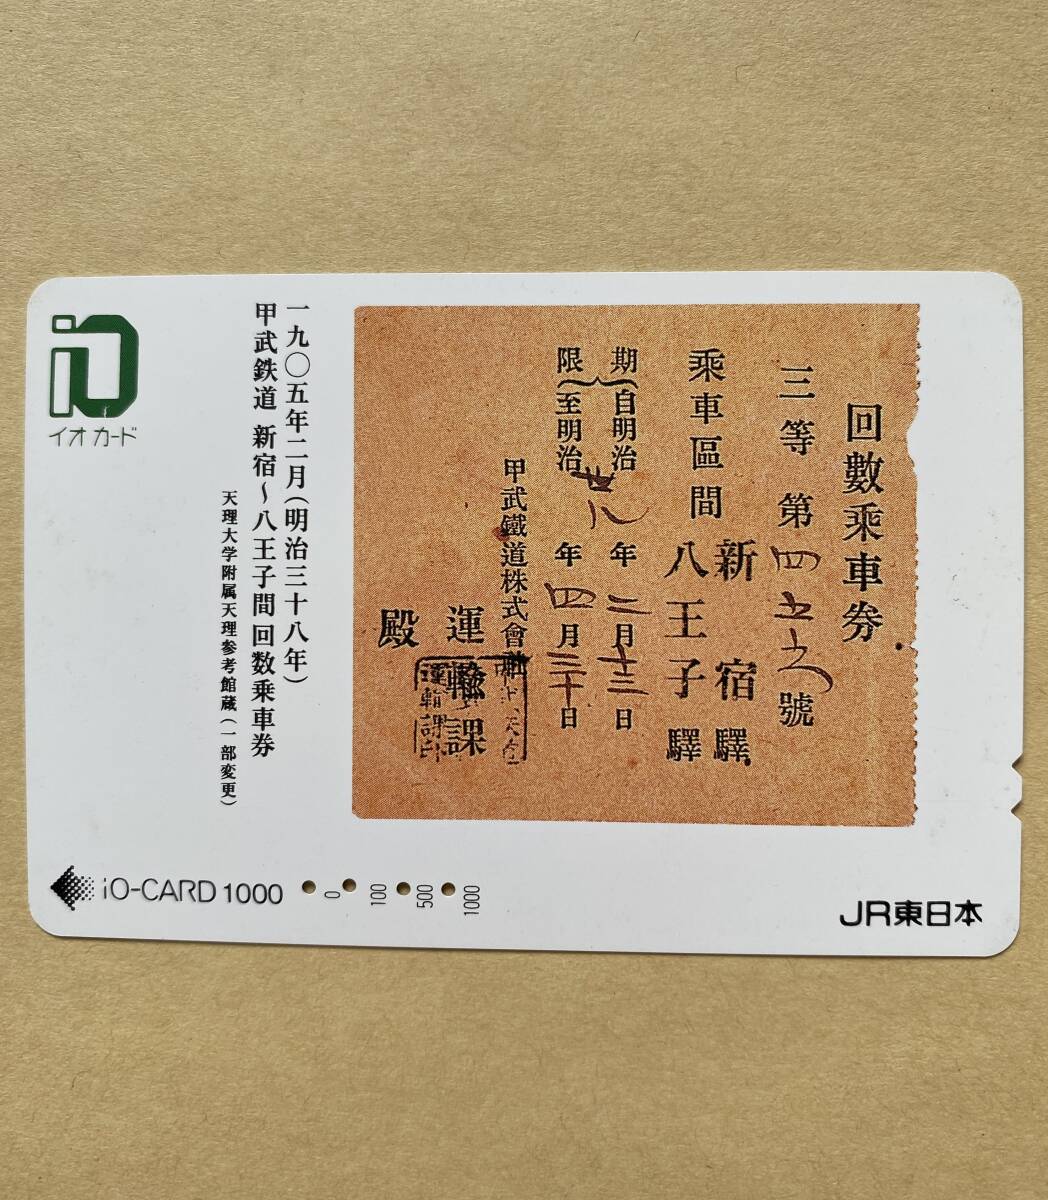 iO
イオカード
一九〇五年二月(明治三十八年)
甲武鉄道 新宿～八王子間回数乗車券
天理大学附属天理参考館蔵(一部変更)
回數乘車券
三等 第四五六號
乘車區間 新宿驛 八王子驛
期限 自明治 卅八年二月十三日
至明治 年四月三十日
甲武鐵道株式會社
運輸課
殿
iO-CARD 1000
0
100
500
1000
JR東日本